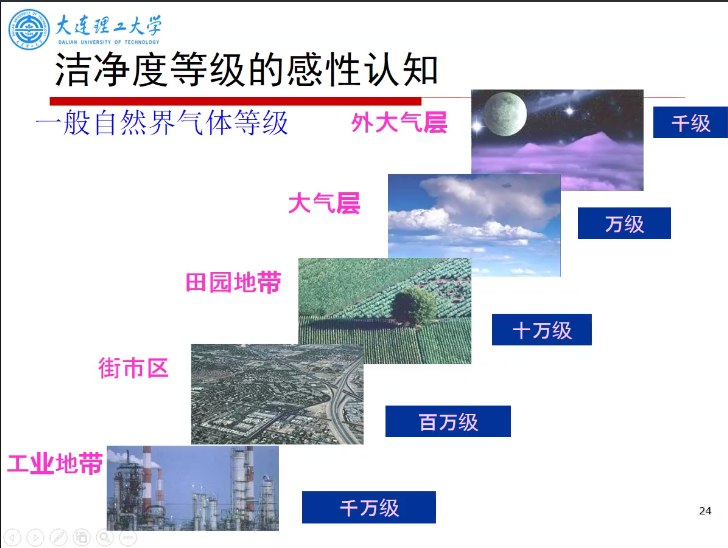 大连理工大学
DALIAN UNIVERSITY OF TECHNOLOGY
洁净度等级的感性认知
一般自然界气体等级
外大气层
千级
大气层
万级
田园地带
十万级
街市区
百万级
工业地带
千万级
24